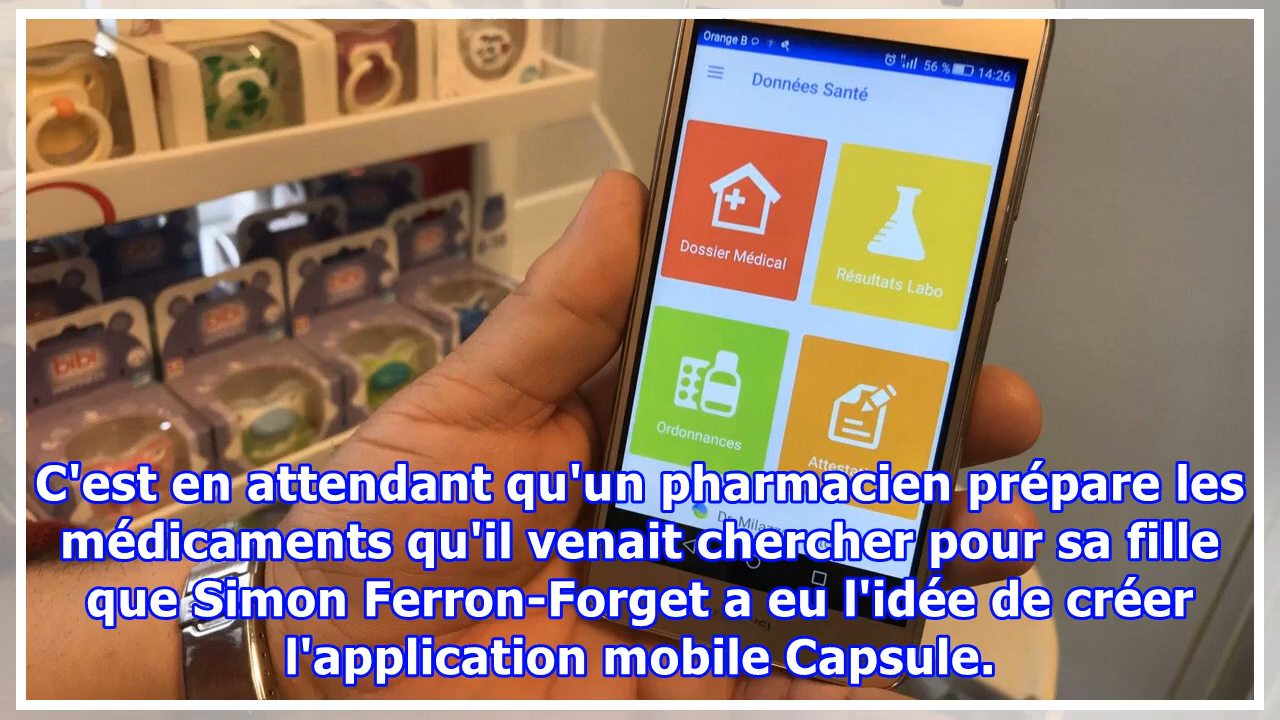 Orange B
56 % 14:26
Données Santé
Dossier Médical
Résultats Labo
Ordonnances
bibi
C'est en attendant qu'un pharmacien prépare les
médicaments qu'il venait chercher pour sa fille
que Simon Ferron-Forget a eu l'idée de créer
l'application mobile Capsule.